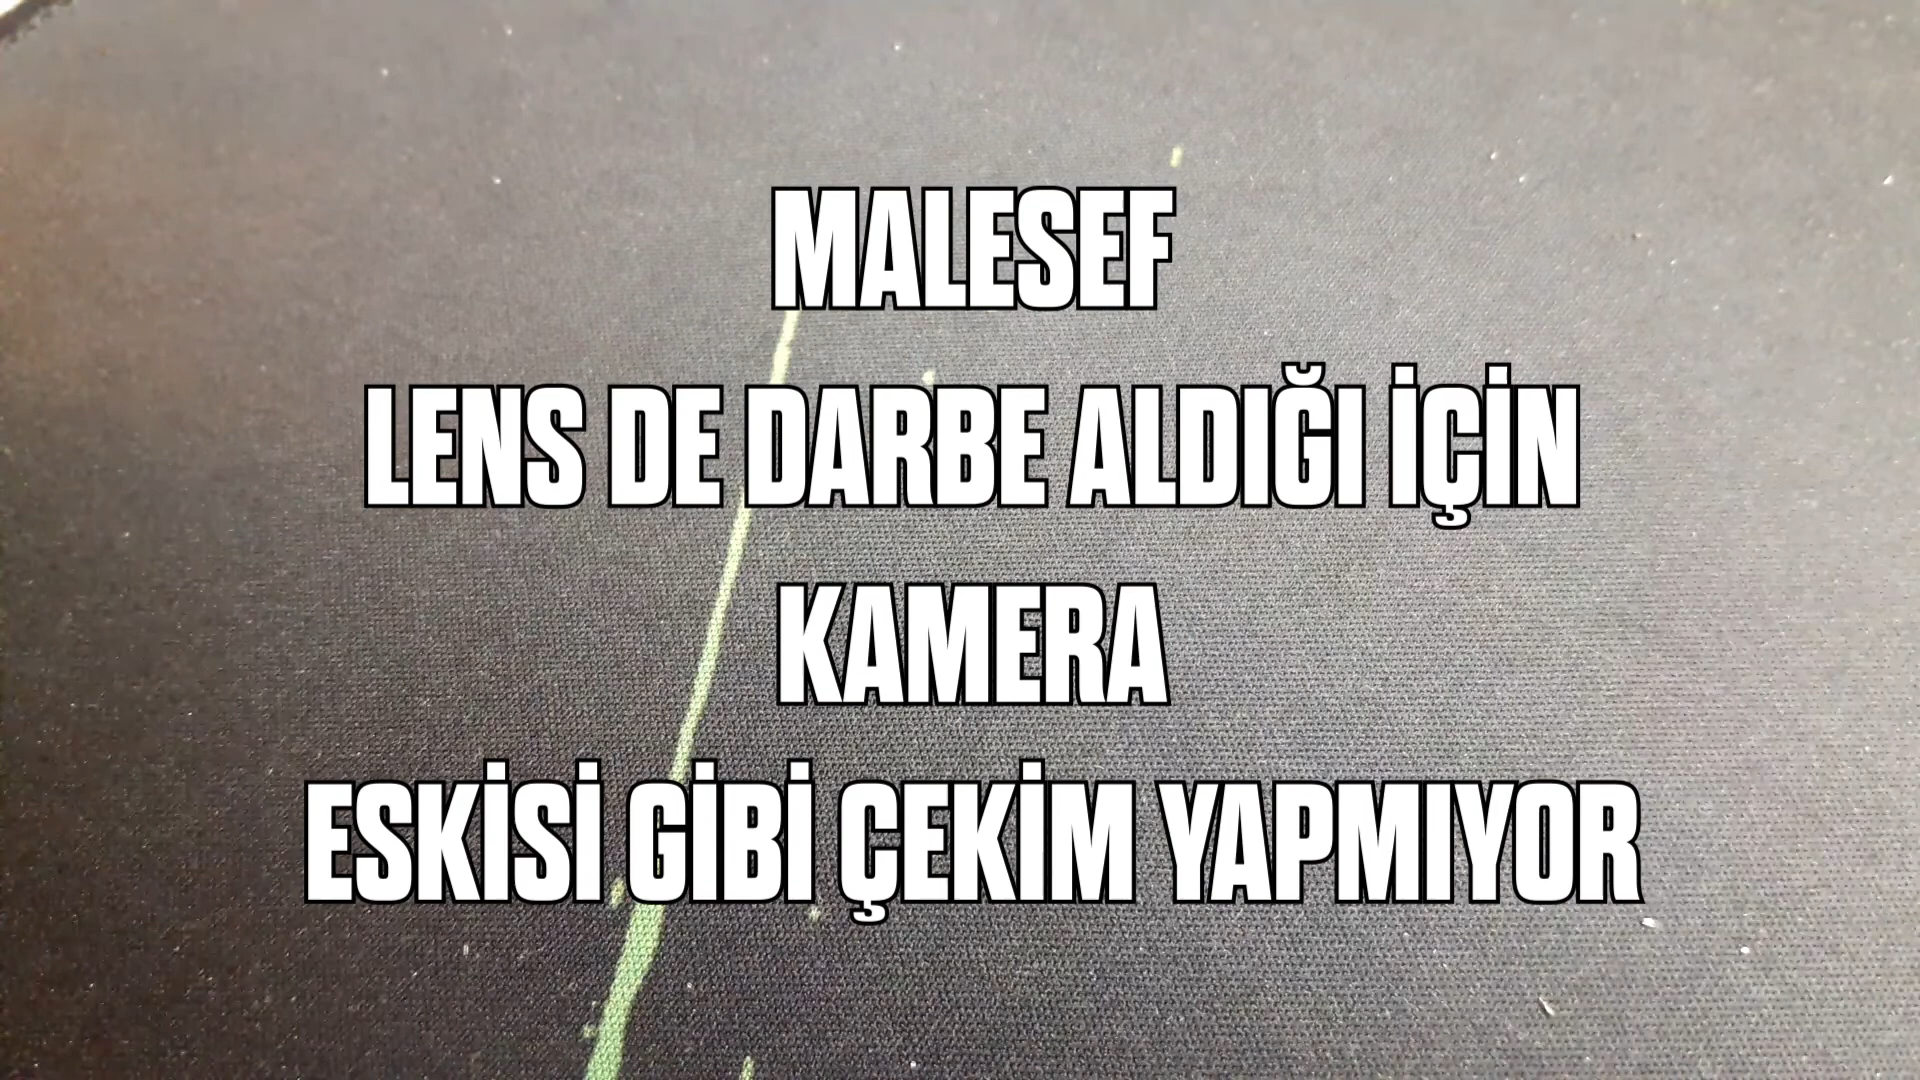 MALESEF
LENS DE DARBE ALDIĞI İÇİN
KAMERA
ESKİSİ GİBİ ÇEKİM YAPMIYOR